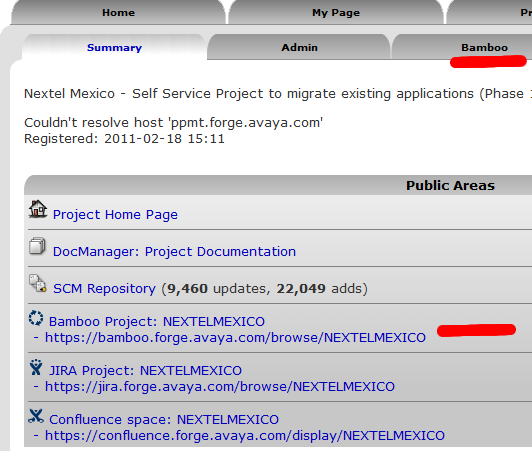 Home My Page
Summary Admin Bamboo
Nextel Mexico - Self Service Project to migrate existing applications (Phase
Couldn't resolve host 'ppmt.forge.avaya.com'
Registered: 2011-02-18 15:11
Public Areas
Project Home Page
DocManager: Project Documentation
SCM Repository (9,460 updates, 22,049 adds)
Bamboo Project: NEXTELMEXICO
- https://bamboo.forge.avaya.com/browse/NEXTELMEXICO
JIRA Project: NEXTELMEXICO
- https://jira.forge.avaya.com/browse/NEXTELMEXICO
Confluence space: NEXTELMEXICO
- https://confluence.forge.avaya.com/display/NEXTELMEXICO